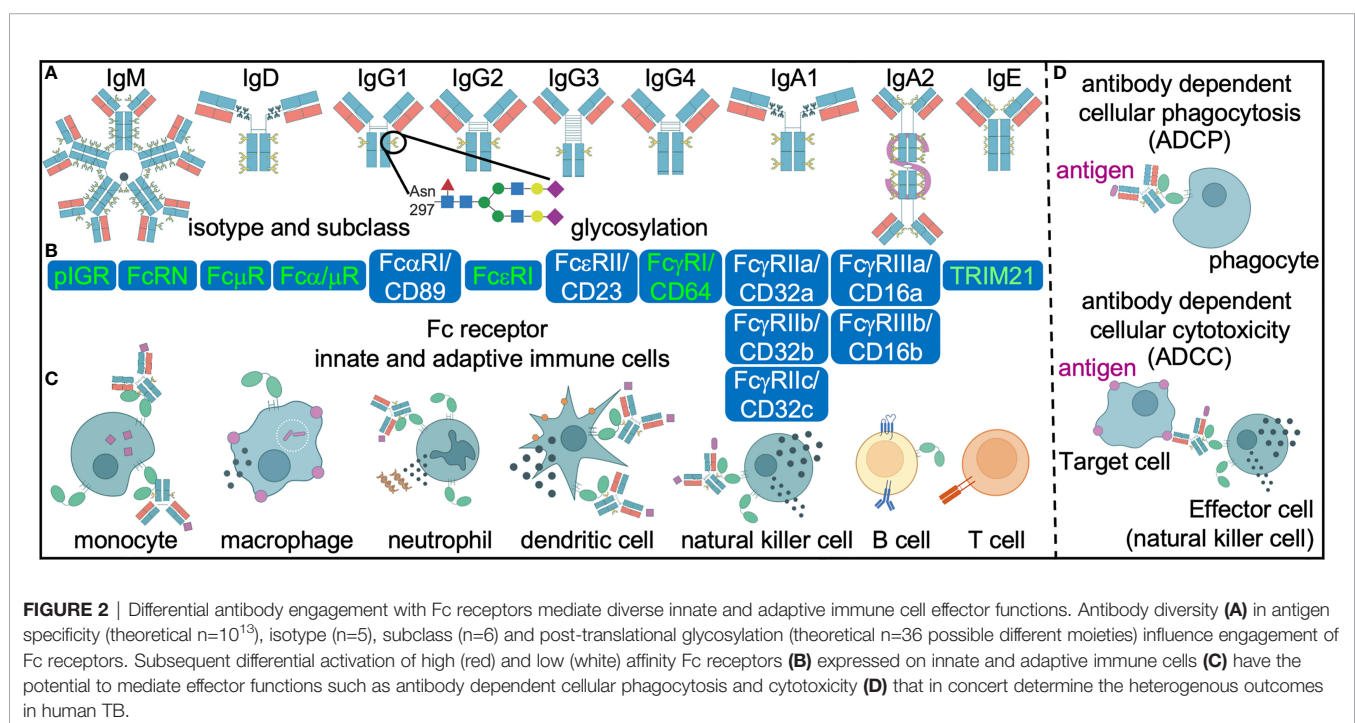 A
IgM IgD IgG1 IgG2 IgG3 IgG4 IgA1 IgA2 IgE
Asn
297
isotype and subclass
glycosylation
B
pIGR FcRN FcμR Fcα/μR FcαRI/ CD89 FcεRI FcεRII/ CD23 FcγRI/ CD64 FcγRIIa/ CD32a FcγRIIIa/ CD16a TRIM21
FcγRIIb/ CD32b FcγRIIIb/ CD16b
FcγRIIc/ CD32c
Fc receptor
innate and adaptive immune cells
C
monocyte macrophage neutrophil dendritic cell natural killer cell B cell T cell
D
antibody dependent
cellular phagocytosis
(ADCP)
antigen
phagocyte
antibody dependent
cellular cytotoxicity
(ADCC)
antigen
Target cell
Effector cell
(natural killer cell)
FIGURE 2 | Differential antibody engagement with Fc receptors mediate diverse innate and adaptive immune cell effector functions. Antibody diversity (A) in antigen
specificity (theoretical n=10¹³), isotype (n=5), subclass (n=6) and post-translational glycosylation (theoretical n=36 possible different moieties) influence engagement of
Fc receptors. Subsequent differential activation of high (red) and low (white) affinity Fc receptors (B) expressed on innate and adaptive immune cells (C) have the
potential to mediate effector functions such as antibody dependent cellular phagocytosis and cytotoxicity (D) that in concert determine the heterogenous outcomes
in human TB.